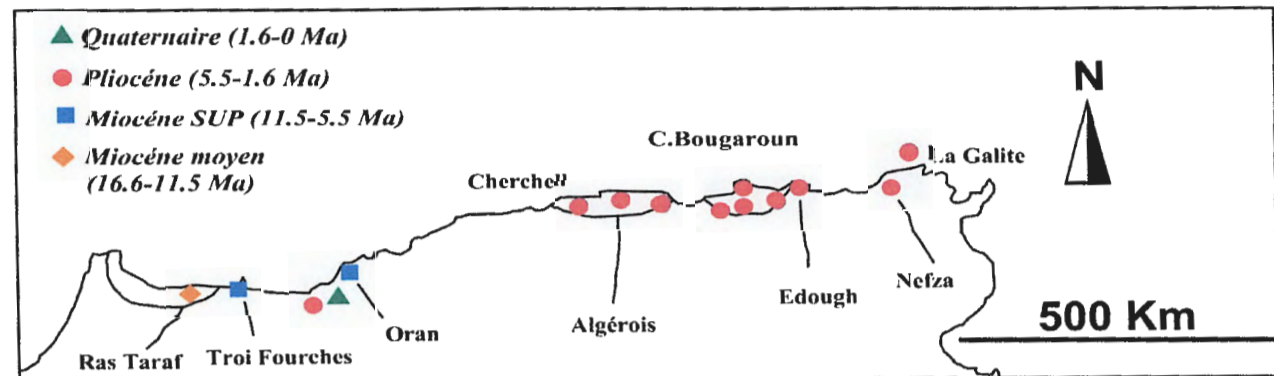 Quaternaire (1.6-0 Ma)
Pliocéne (5.5-1.6 Ma)
Miocéne SUP (11.5-5.5 Ma)
Miocéne moyen
(16.6-11.5 Ma)
N
C.Bougaroun
La Galite
Cherchell
Nefza
Edough
500 Km
Algérois
Oran
Troi Fourches
Ras Taraf